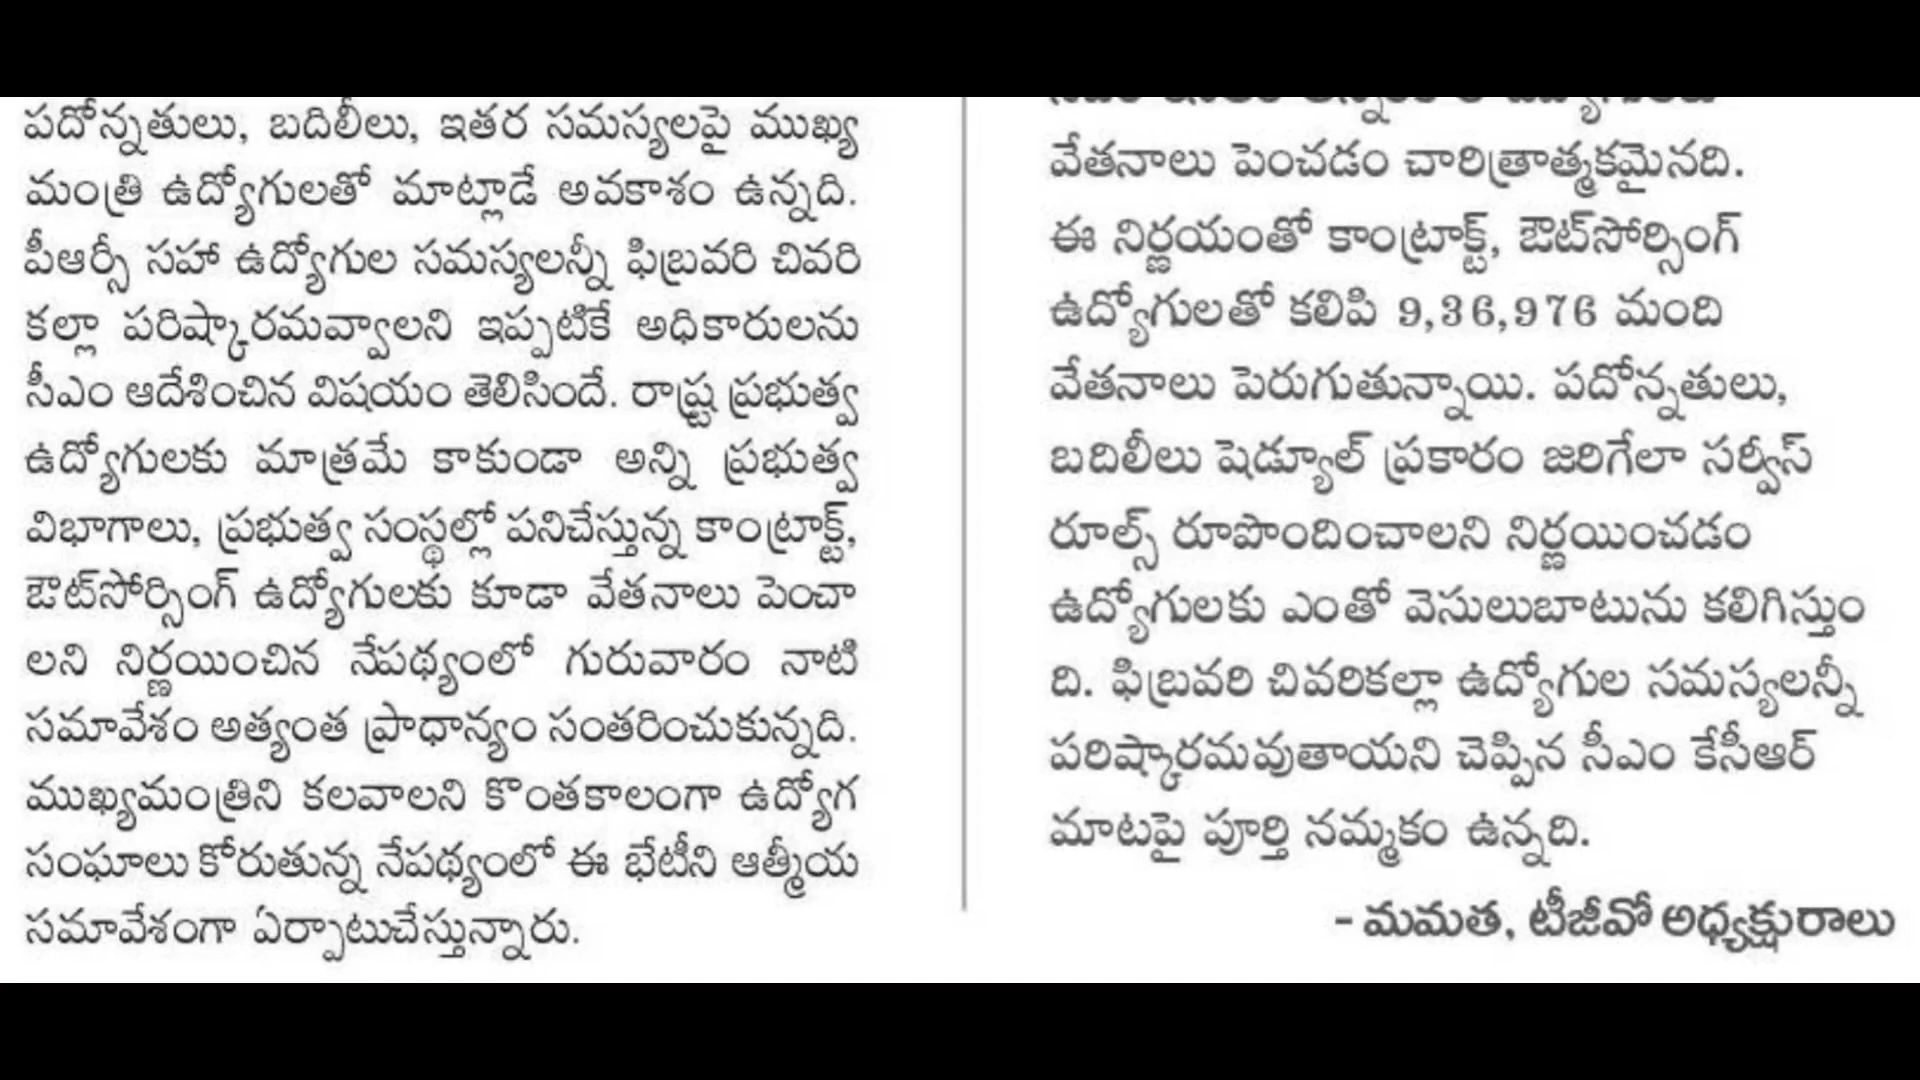 పదోన్నతులు, బదిలీలు, ఇతర సమస్యలపై ముఖ్య
మంత్రి ఉద్యోగులతో మాట్లాడే అవకాశం ఉన్నది.
పీఆర్సీ సహా ఉద్యోగుల సమస్యలన్నీ ఫిబ్రవరి చివరి
కల్లా పరిష్కారమవ్వాలని ఇప్పటికే అధికారులను
సీఎం ఆదేశించిన విషయం తెలిసిందే. రాష్ట్ర ప్రభుత్వ
ఉద్యోగులకు మాత్రమే కాకుండా అన్ని ప్రభుత్వ
విభాగాలు, ప్రభుత్వ సంస్థల్లో పనిచేస్తున్న కాంట్రాక్ట్,
ఔట్‌సోర్సింగ్ ఉద్యోగులకు కూడా వేతనాలు పెంచా
లని నిర్ణయించిన నేపథ్యంలో గురువారం నాటి
సమావేశం అత్యంత ప్రాధాన్యం సంతరించుకున్నది.
ముఖ్యమంత్రిని కలవాలని కొంతకాలంగా ఉద్యోగ
సంఘాలు కోరుతున్న నేపథ్యంలో ఈ భేటీని ఆత్మీయ
సమావేశంగా ఏర్పాటుచేస్తున్నారు.
వేతనాలు పెంచడం చారిత్రాత్మకమైనది.
ఈ నిర్ణయంతో కాంట్రాక్ట్, ఔట్‌సోర్సింగ్
ఉద్యోగులతో కలిపి 9,36,976 మంది
వేతనాలు పెరుగుతున్నాయి. పదోన్నతులు,
బదిలీలు షెడ్యూల్ ప్రకారం జరిగేలా సర్వీస్
రూల్స్ రూపొందించాలని నిర్ణయించడం
ఉద్యోగులకు ఎంతో వెసులుబాటును కలిగిస్తుం
ది. ఫిబ్రవరి చివరికల్లా ఉద్యోగుల సమస్యలన్నీ
పరిష్కారమవుతాయని చెప్పిన సీఎం కేసీఆర్
మాటపై పూర్తి నమ్మకం ఉన్నది.
- మమత, టీజీవో అధ్యక్షురాలు